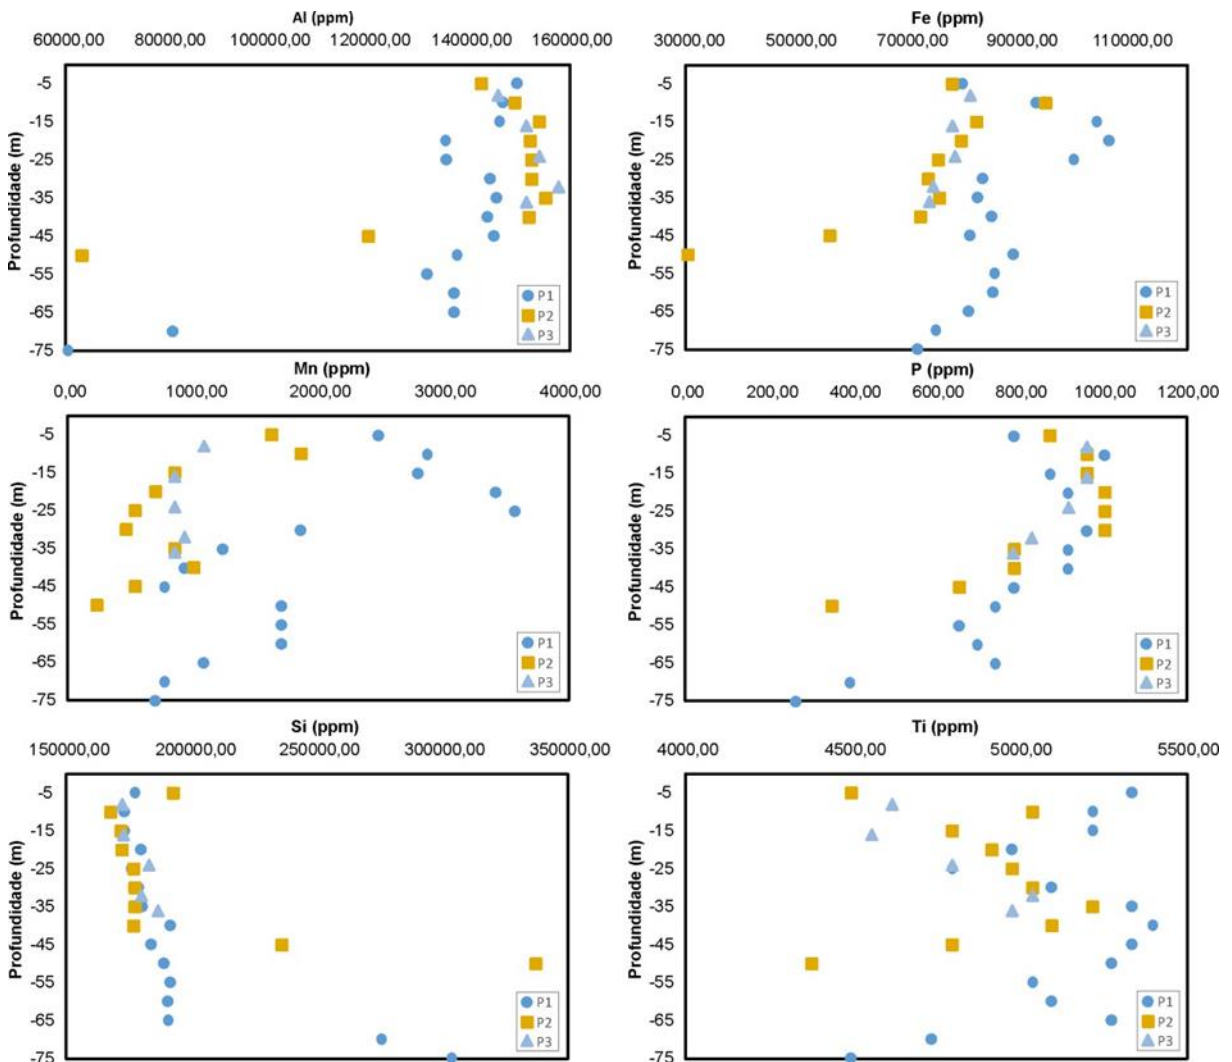 Al (ppm)
60000,00 80000,00 100000,00 120000,00 140000,00 160000,00
Profundidade (m)
-5
-15
-25
-35
-45
-55
-65
-75
P1
P2
P3
Fe (ppm)
30000,00 50000,00 70000,00 90000,00 110000,00
Profundidade (m)
-5
-15
-25
-35
-45
-55
-65
-75
P1
P2
P3
Mn (ppm)
0,00 1000,00 2000,00 3000,00 4000,00
Profundidade (m)
-5
-15
-25
-35
-45
-55
-65
-75
P1
P2
P3
P (ppm)
0,00 200,00 400,00 600,00 800,00 1000,00 1200,00
Profundidade (m)
-5
-15
-25
-35
-45
-55
-65
-75
P1
P2
P3
Si (ppm)
150000,00 200000,00 250000,00 300000,00 350000,00
Profundidade (m)
-5
-15
-25
-35
-45
-55
-65
-75
P1
P2
P3
Ti (ppm)
4000,00 4500,00 5000,00 5500,00
Profundidade (m)
-5
-15
-25
-35
-45
-55
-65
-75
P1
P2
P3